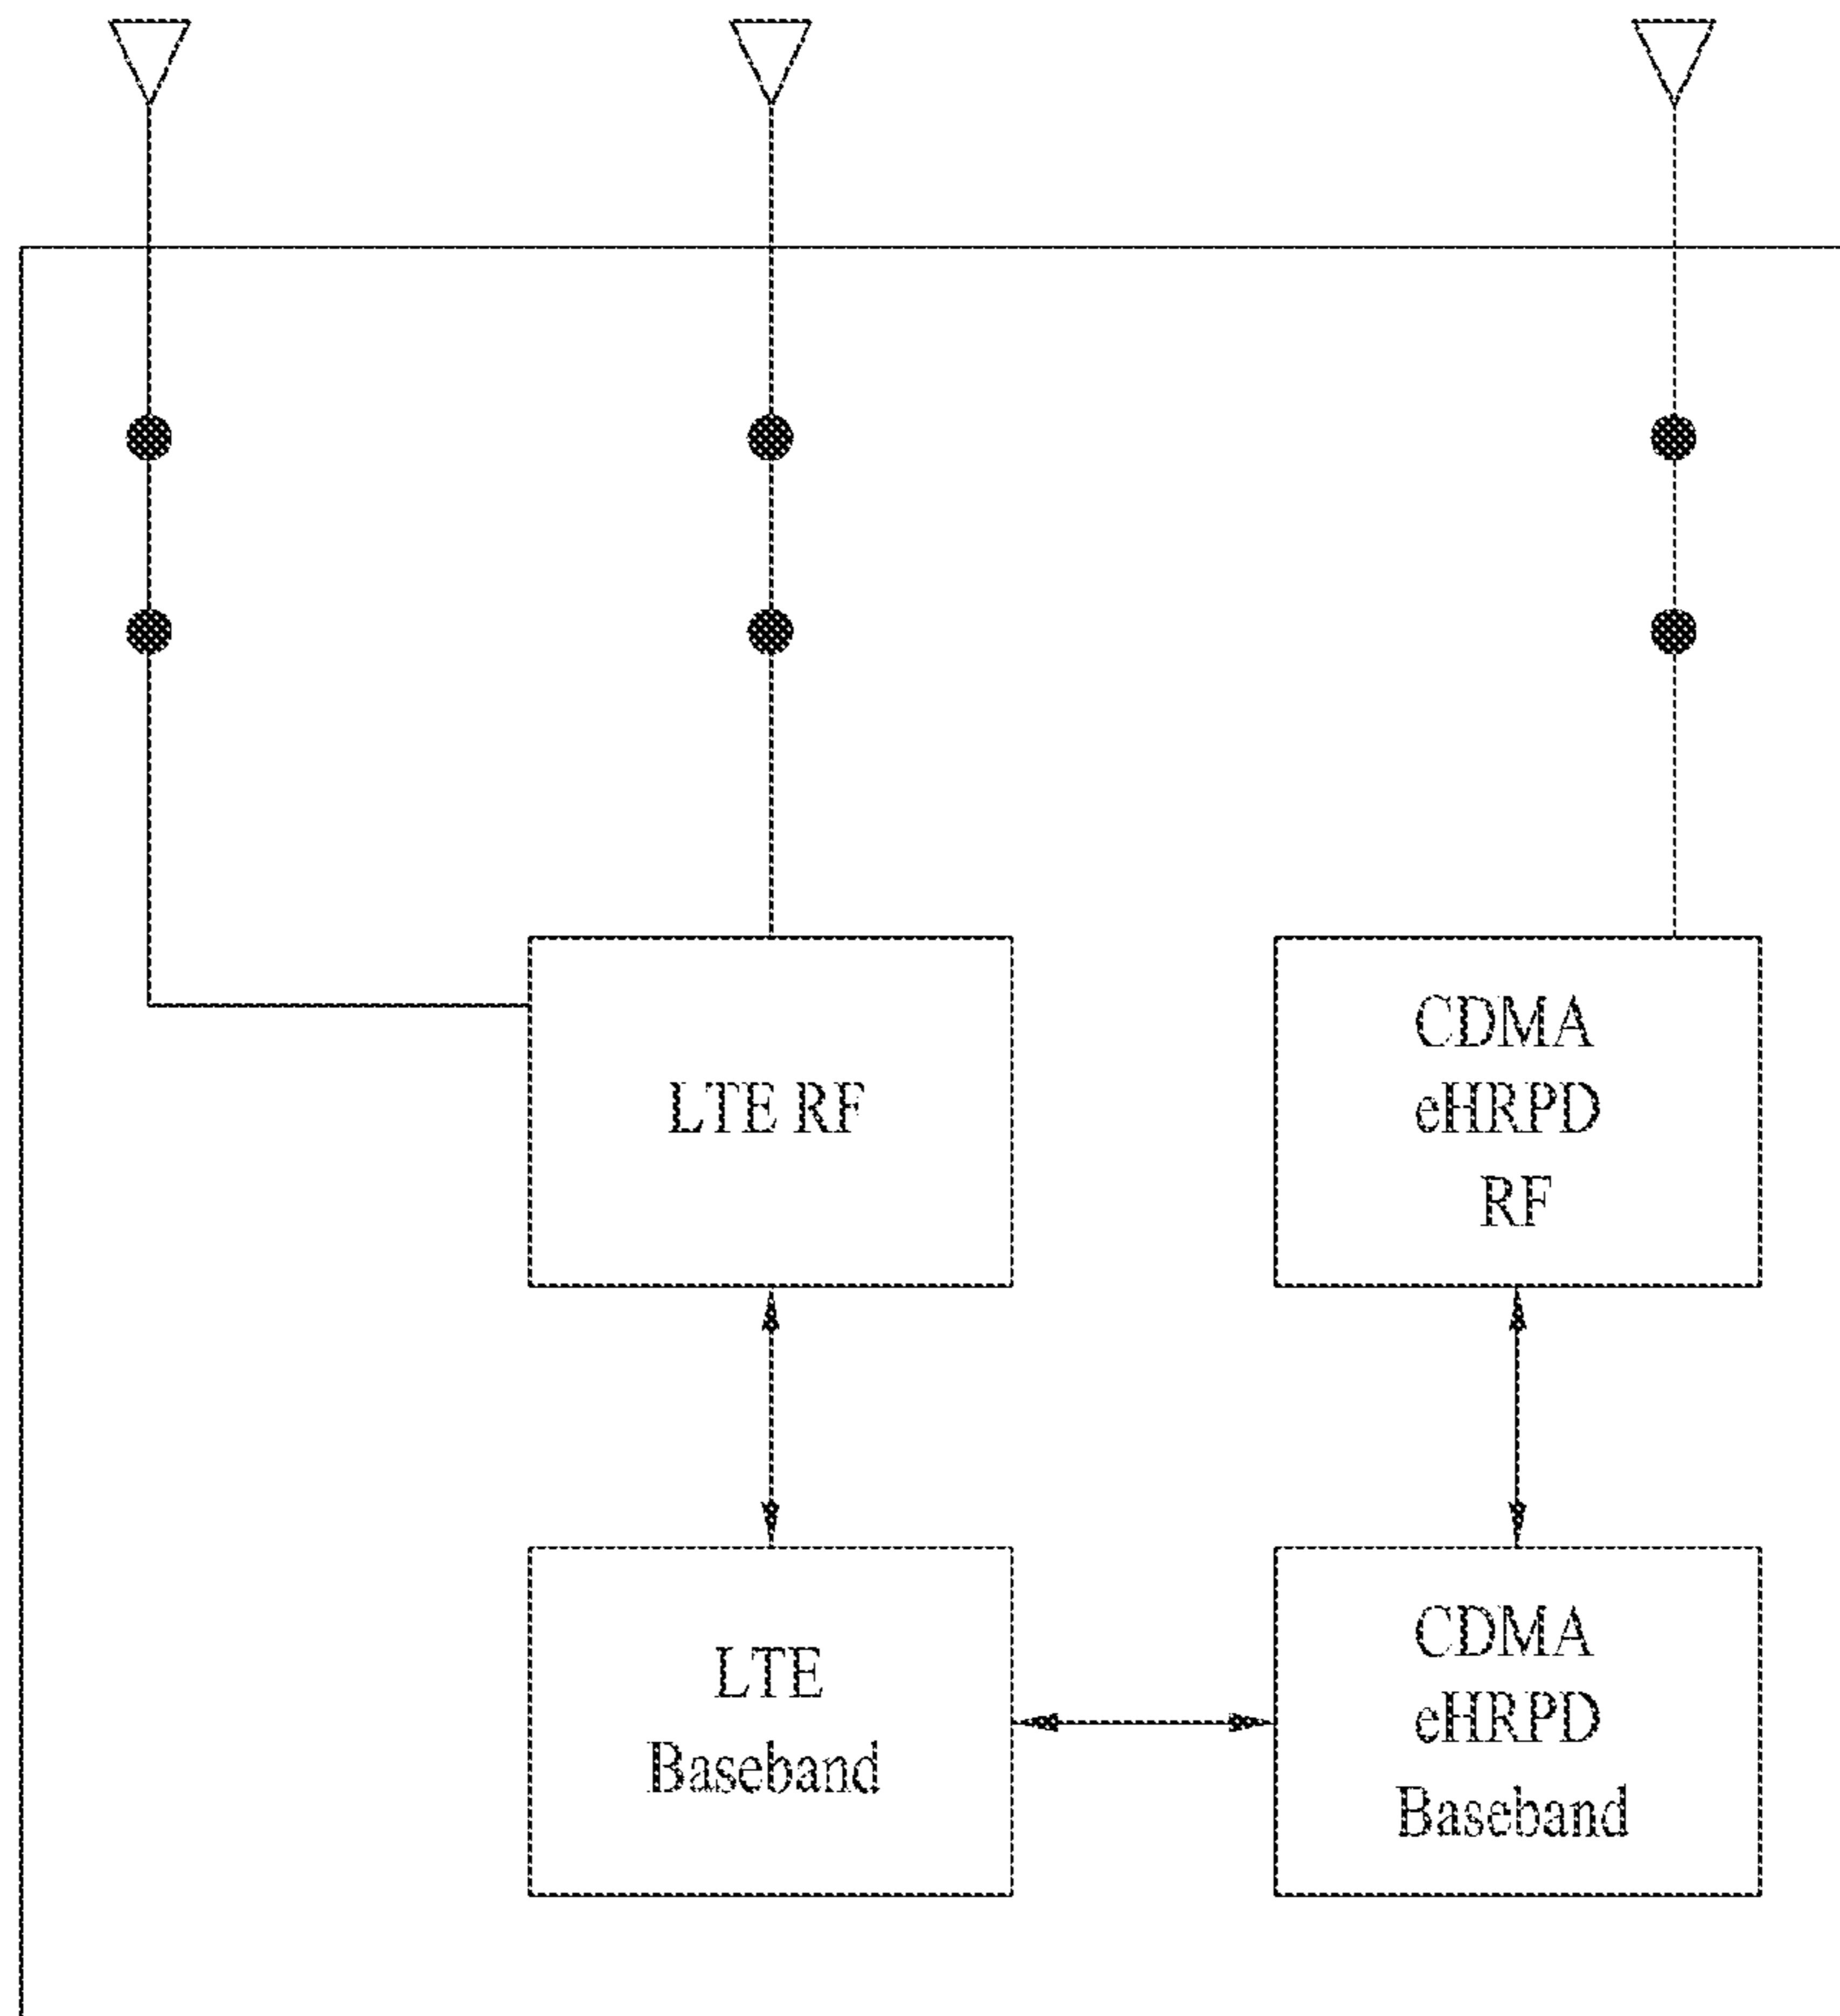 LTE RF
CDMA
eHRPD
RF
LTE
Baseband
CDMA
eHRPD
Baseband